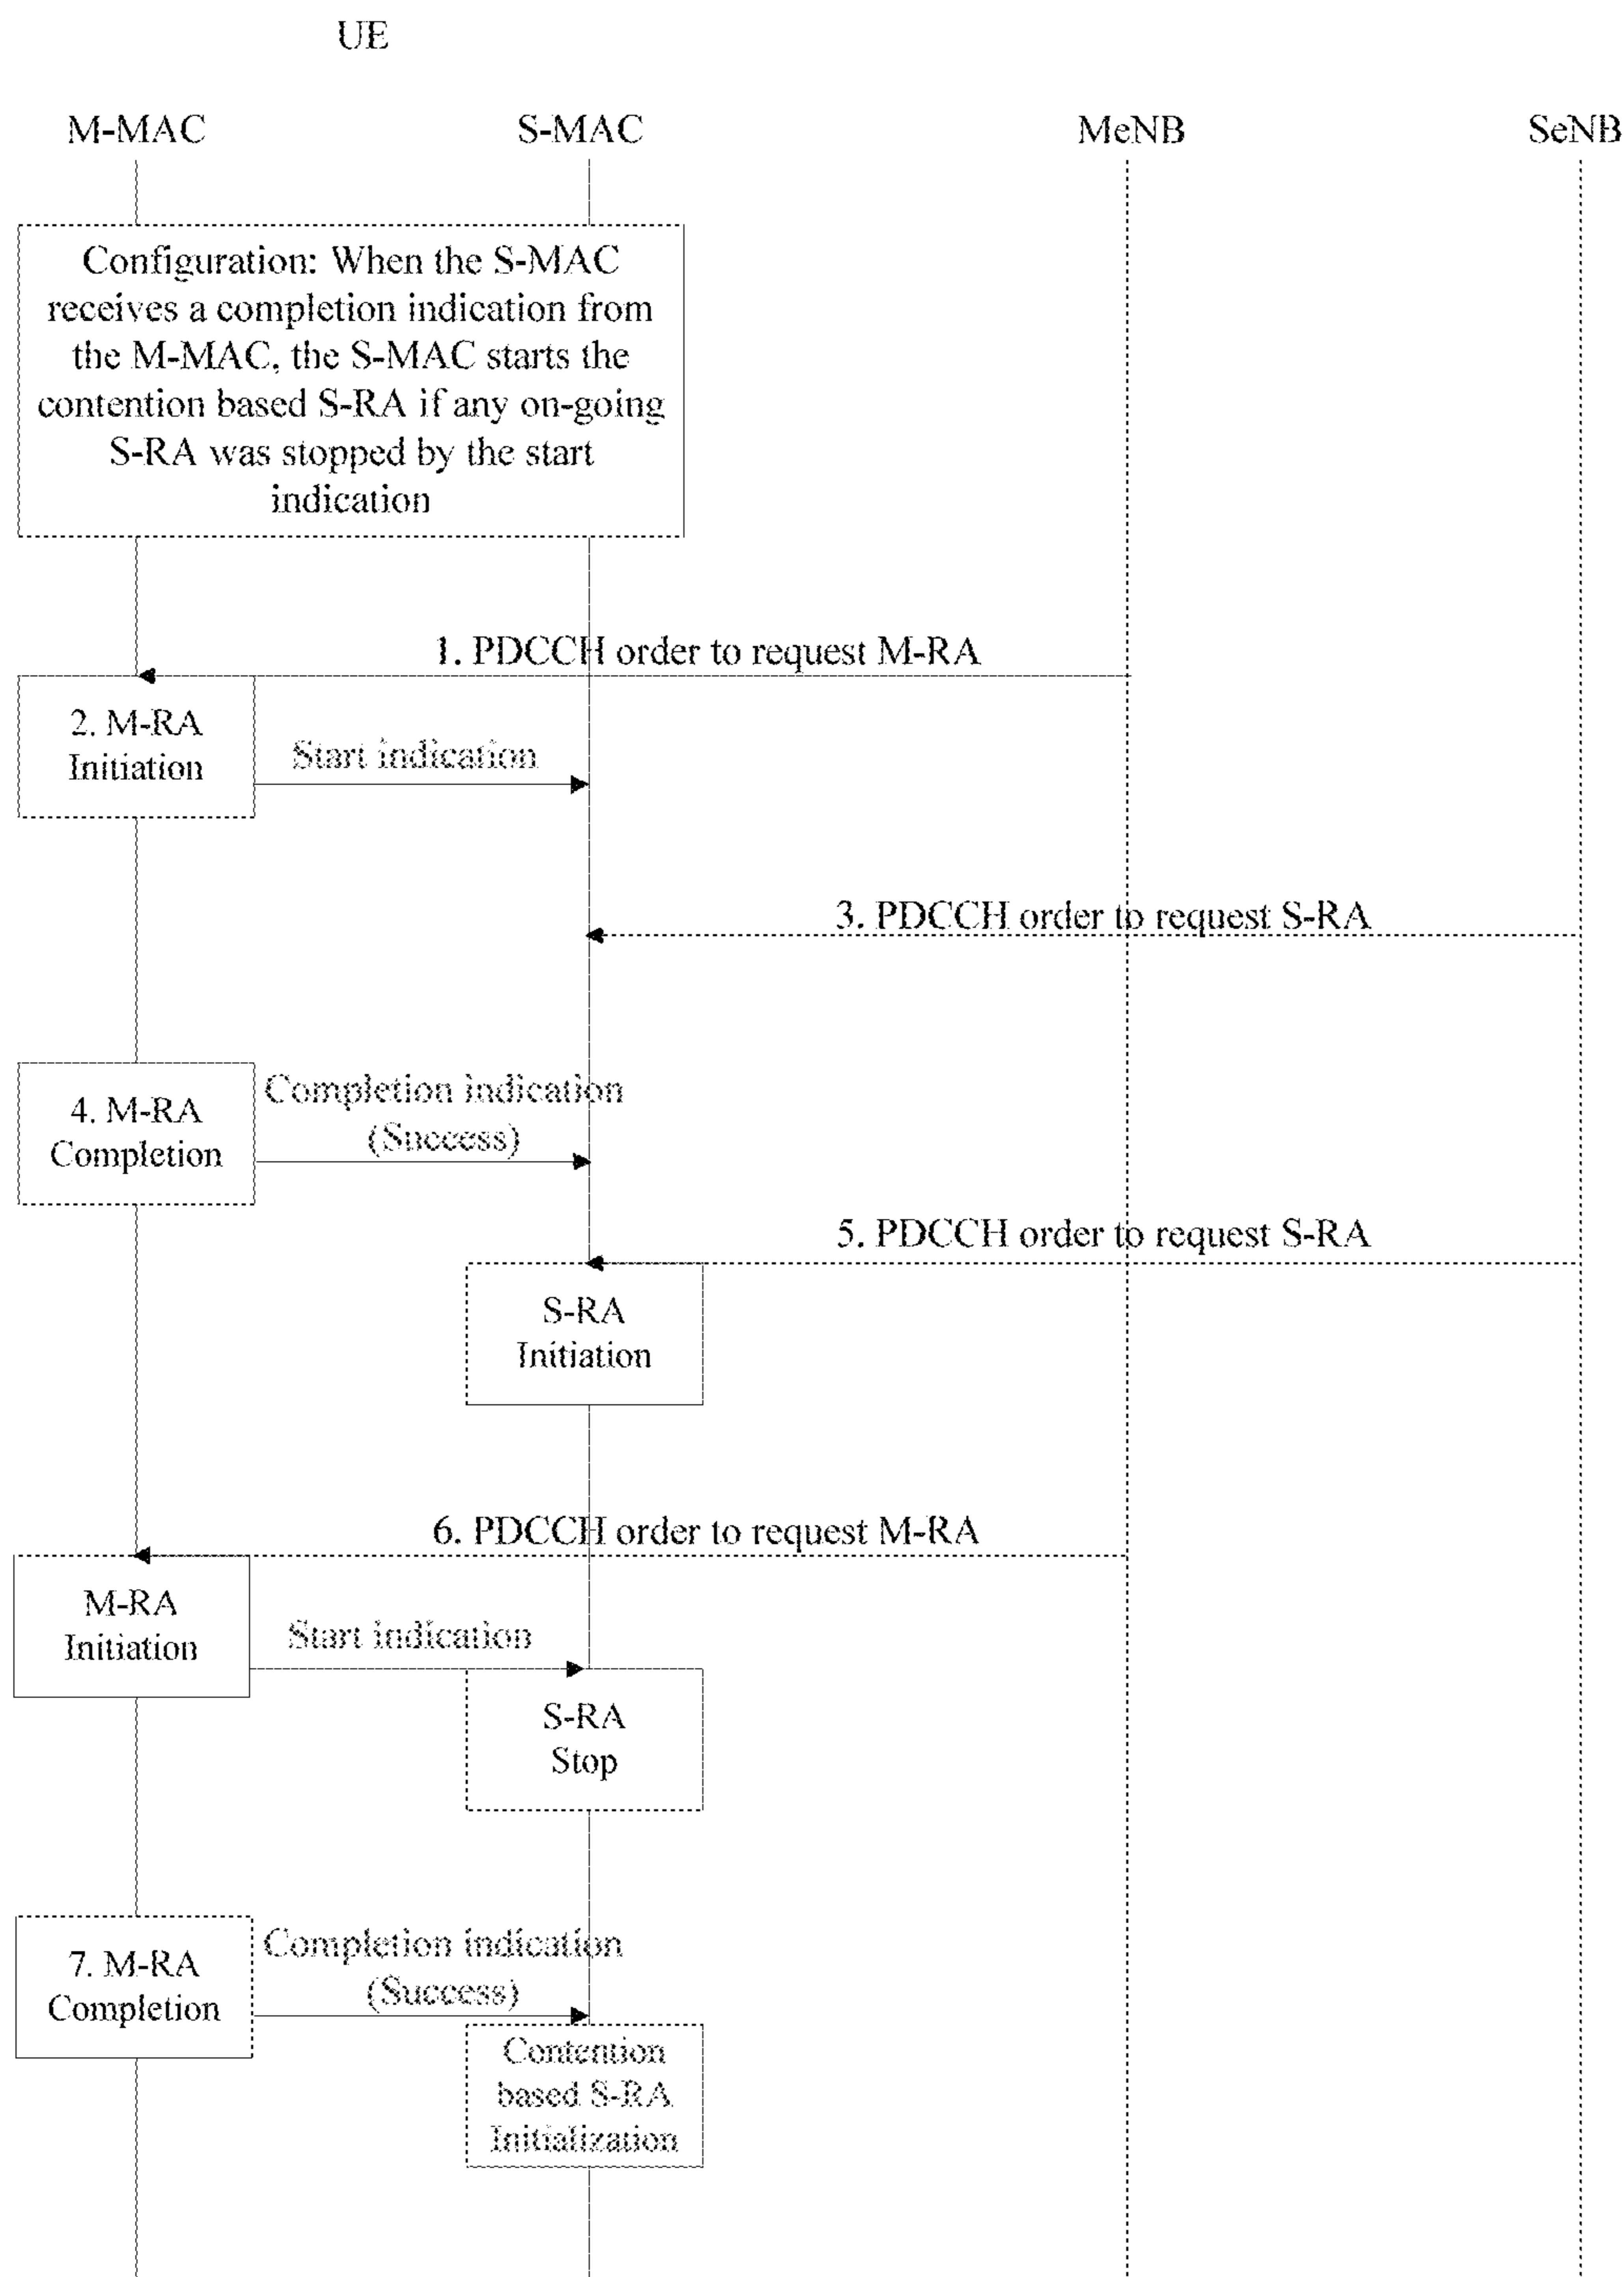 UE
M-MAC
S-MAC
MeNB
SeNB
Configuration: When the S-MAC
receives a completion indication from
the M-MAC, the S-MAC starts the
contention based S-RA if any on-going
S-RA was stopped by the start
indication
1. PDCCH order to request M-RA
2. M-RA
Initiation
Start indication
3. PDCCH order to request S-RA
4. M-RA
Completion
Completion indication
(Success)
5. PDCCH order to request S-RA
S-RA
Initiation
6. PDCCH order to request M-RA
M-RA
Initiation
Start indication
S-RA
Stop
7. M-RA
Completion
Completion indication
(Success)
Contention
based S-RA
Initialization